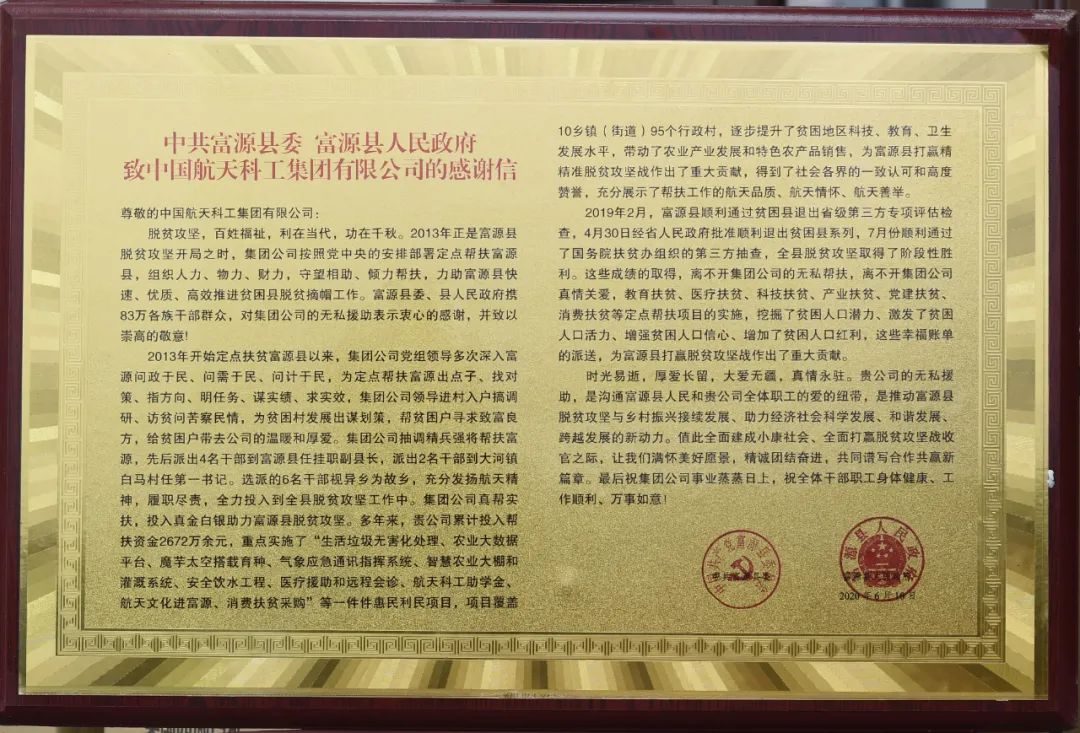 中共富源县委 富源县人民政府
致中国航天科工集团有限公司的感谢信
尊敬的中国航天科工集团有限公司：
脱贫攻坚，百姓福祉，利在当代，功在千秋。2013年正是富源县
脱贫攻坚开局之时，集团公司按照党中央的安排部署定点帮扶富源
县，组织人力、物力、财力，守望相助、倾力帮扶，力助富源县快
速、优质、高效推进贫困县脱贫摘帽工作。富源县委、县人民政府携
83万各族干部群众，对集团公司的无私援助表示衷心的感谢，并致以
崇高的敬意！
2013年开始定点扶贫富源县以来，集团公司党组领导多次深入富
源问政于民、问需于民、问计于民，为定点帮扶富源出点子、找对
策、指方向、明任务、谋实绩、求实效，集团公司领导进村入户搞调
研、访贫问苦察民情，为贫困村发展出谋划策，帮贫困户寻求致富良
方，给贫困户带去公司的温暖和厚爱。集团公司抽调精兵强将帮扶富
源，先后派出4名干部到富源县任挂职副县长，派出2名干部到大河镇
白马村任第一书记。选派的6名干部视异乡为故乡，充分发扬航天精
神，履职尽责，全力投入到全县脱贫攻坚工作中。集团公司真帮实
扶，投入真金白银助力富源县脱贫攻坚。多年来，贵公司累计投入帮
扶资金2672万余元，重点实施了“生活垃圾无害化处理、农业大数据
平台、魔芋太空搭载育种、气象应急通讯指挥系统、智慧农业大棚和
灌溉系统、安全饮水工程、医疗援助和远程会诊、航天科工助学金、
航天文化进富源、消费扶贫采购”等一件件惠民利民项目，项目覆盖
10乡镇（街道）95个行政村，逐步提升了贫困地区科技、教育、卫生
发展水平，带动了农业产业发展和特色农产品销售，为富源县打赢精
精准脱贫攻坚战作出了重大贡献，得到了社会各界的一致认可和高度
赞誉，充分展示了帮扶工作的航天品质、航天情怀、航天善举。
2019年2月，富源县顺利通过贫困县退出省级第三方专项评估检
查，4月30日经省人民政府批准顺利退出贫困县系列，7月份顺利通过
了国务院扶贫办组织的第三方抽查，全县脱贫攻坚取得了阶段性胜
利。这些成绩的取得，离不开集团公司的无私帮扶，离不开集团公司
真情关爱，教育扶贫、医疗扶贫、科技扶贫、产业扶贫、党建扶贫、
消费扶贫等定点帮扶项目的实施，挖掘了贫困人口潜力、激发了贫困
人口活力、增强贫困人口信心、增加了贫困人口红利，这些幸福账单
的派送，为富源县打赢脱贫攻坚战作出了重大贡献。
时光易逝，厚爱长留，大爱无疆，真情永驻。贵公司的无私援
助，是沟通富源县人民和贵公司全体职工的爱的纽带，是推动富源县
脱贫攻坚与乡村振兴接续发展、助力经济社会科学发展、和谐发展、
跨越发展的新动力。值此全面建成小康社会、全面打赢脱贫攻坚战收
官之际，让我们满怀美好愿景，精诚团结奋进，共同谱写合作共赢新
篇章。最后祝集团公司事业蒸蒸日上，祝全体干部职工身体健康、工
作顺利、万事如意！
中国共产党富源县委员会
富源县人民政府
中共富源县委
富源县人民政府
2020年6月18日